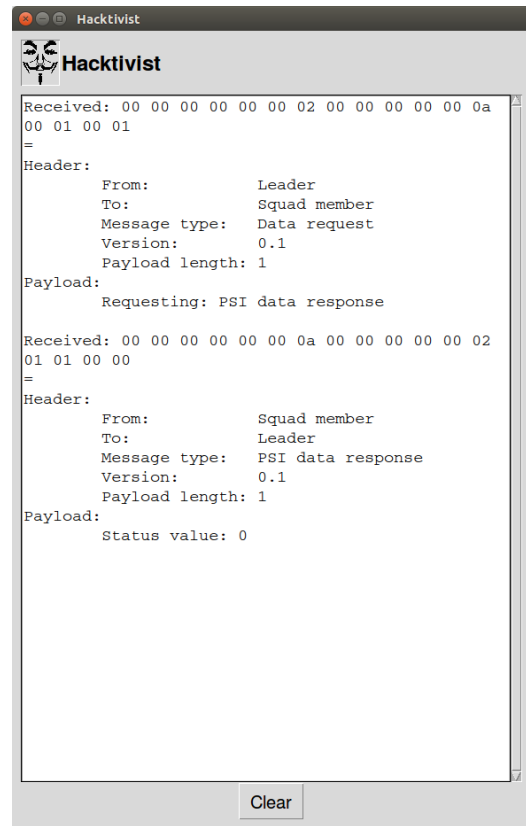 Hacktivist
Hacktivist
Received: 00 00 00 00 00 00 02 00 00 00 00 00 0a
00 01 00 01
=
Header:
From: Leader
To: Squad member
Message type: Data request
Version: 0.1
Payload length: 1
Payload:
Requesting: PSI data response
Received: 00 00 00 00 00 00 0a 00 00 00 00 00 02
01 01 00 00
=
Header:
From: Squad member
To: Leader
Message type: PSI data response
Version: 0.1
Payload length: 1
Payload:
Status value: 0
Clear